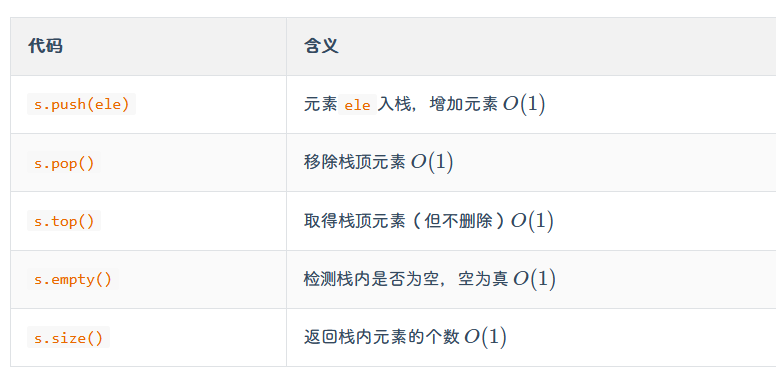 代码 含义
s.push(ele) 元素 ele 入栈，增加元素 O(1)
s.pop() 移除栈顶元素 O(1)
s.top() 取得栈顶元素（但不删除）O(1)
s.empty() 检测栈内是否为空，空为真 O(1)
s.size() 返回栈内元素的个数 O(1)